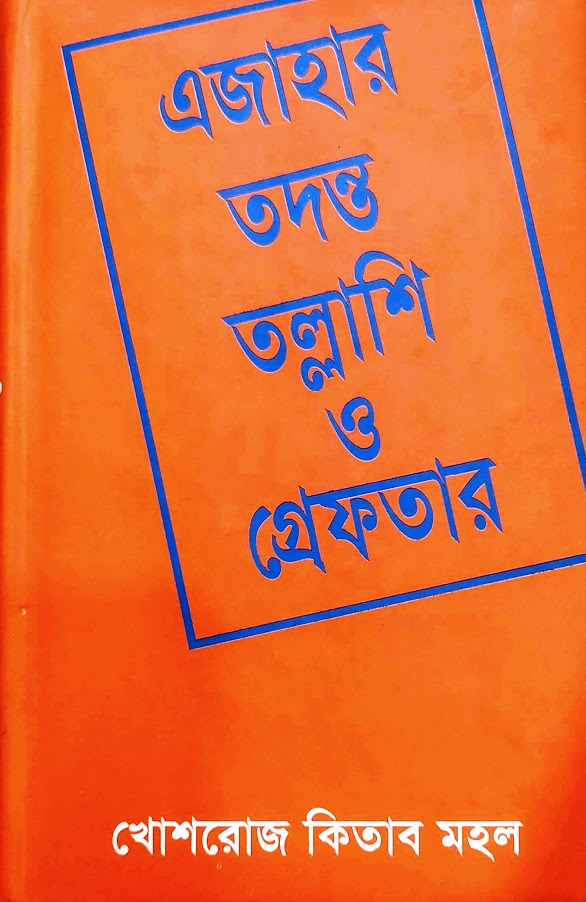 এজাহার
তদন্ত
তল্লাশি
ও
গ্রেফতার
খোশরোজ কিতাব মহল